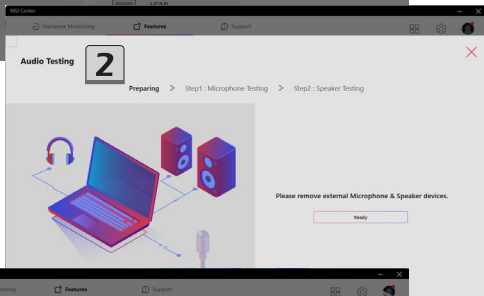 MSI Center
Hardware Monitoring
Features
Support
Audio Testing
2
Preparing > Step1 : Microphone Testing > Step2 : Speaker Testing
Please remove external Microphone & Speaker devices.
Ready
Features
Support